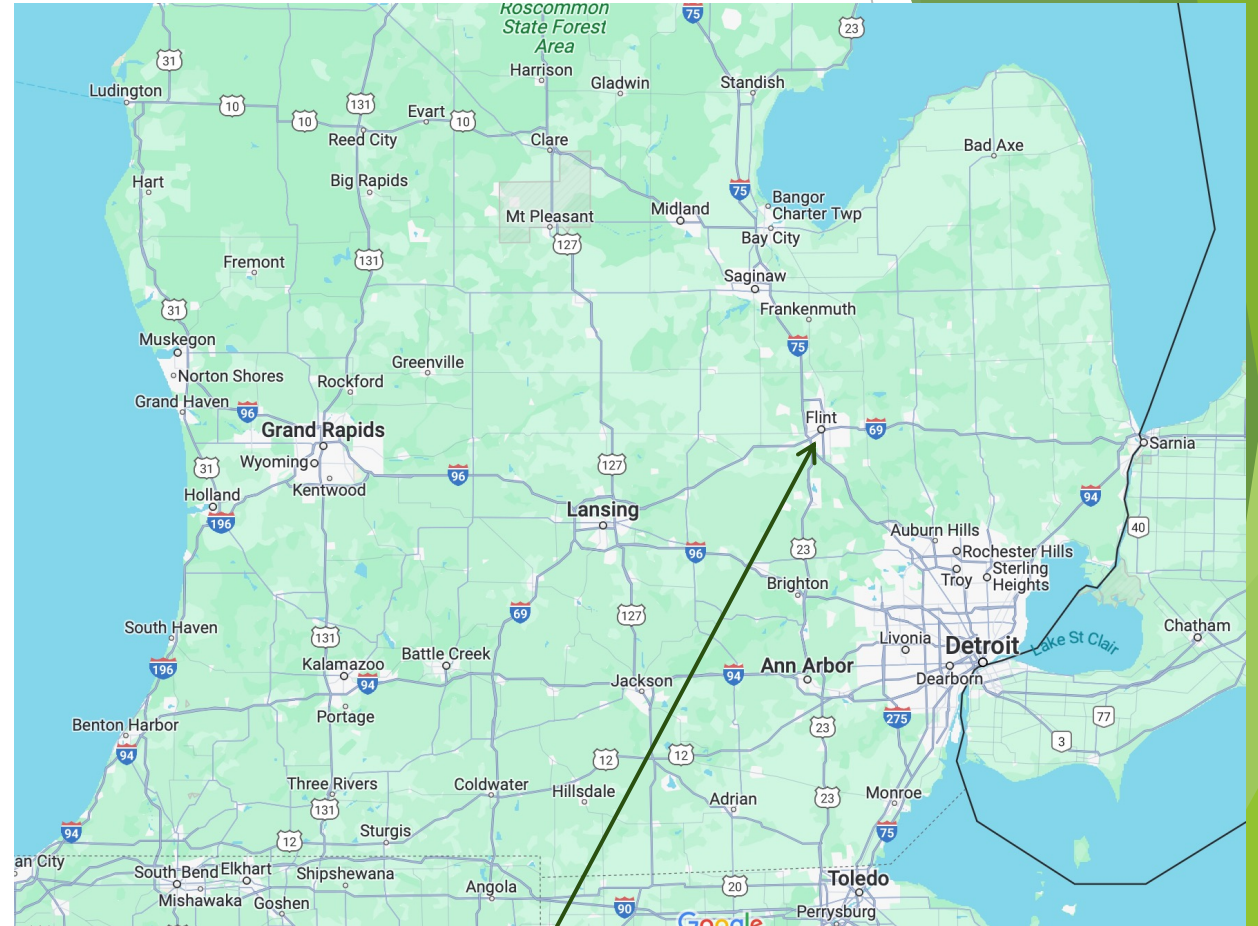 Roscommon
State Forest
Area
75
23
31
Harrison
Gladwin
Standish
Ludington
10
131
Evart
10
10
Reed City
Clare
Bad Axe
Hart
Big Rapids
75
Bangor
Charter Twp
Mt Pleasant
Midland
127
Bay City
131
Fremont
Saginaw
31
Frankenmuth
Muskegon
75
Greenville
Norton Shores
Rockford
Grand Haven
96
Flint
69
Grand Rapids
Sarnia
Wyoming
31
127
96
Kentwood
Holland
94
196
Lansing
40
Auburn Hills
96
23
Rochester Hills
Troy
Sterling
Heights
Brighton
69
127
South Haven
131
Livonia
Detroit
Lake St Clair
Chatham
196
Kalamazoo
Battle Creek
Ann Arbor
94
Jackson
94
Dearborn
Portage
275
77
Benton Harbor
23
94
3
12
12
Three Rivers
Coldwater
Hillsdale
Adrian
23
Monroe
131
94
12
Sturgis
75
an City
South Bend
Elkhart
Shipshewana
Angola
20
Toledo
Mishawaka
Goshen
90
Google
Perrysburg